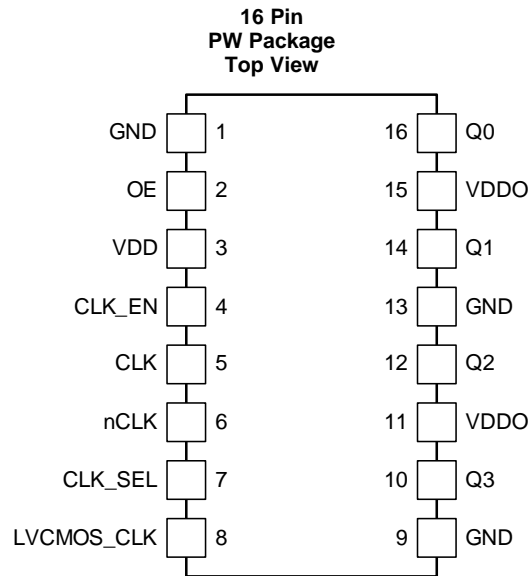 16 Pin
PW Package
Top View
GND 1 16 Q0
OE 2 15 VDDO
VDD 3 14 Q1
CLK_EN 4 13 GND
CLK 5 12 Q2
nCLK 6 11 VDDO
CLK_SEL 7 10 Q3
LVCMOS_CLK 8 9 GND